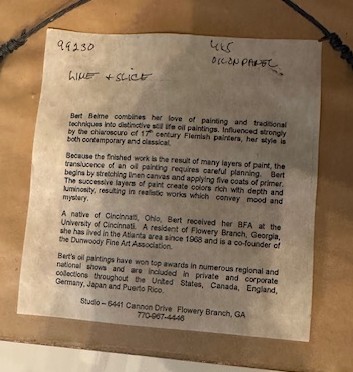 99230
4x5
OIL ON PANEL
LIME + SLICE
Bert Beirne combines her love of painting and traditional
techniques into distinctive still life oil paintings. Influenced strongly
by the chiaroscuro of 17th century Flemish painters, her style is
both contemporary and classical.
Because the finished work is the result of many layers of paint, the
translucence of an oil painting requires careful planning. Bert
begins by stretching linen canvas and applying five coats of primer.
The successive layers of paint create colors rich with depth and
luminosity, resulting in realistic works which convey mood and
mystery.
A native of Cincinnati, Ohio, Bert received her BFA at the
University of Cincinnati. A resident of Flowery Branch, Georgia,
she has lived in the Atlanta area since 1968 and is a co-founder of
the Dunwoody Fine Art Association.
Bert's oil paintings have won top awards in numerous regional and
national shows and are included in private and corporate
collections throughout the United States, Canada, England,
Germany, Japan and Puerto Rico.
Studio – 6441 Cannon Drive Flowery Branch, GA
770-967-4446